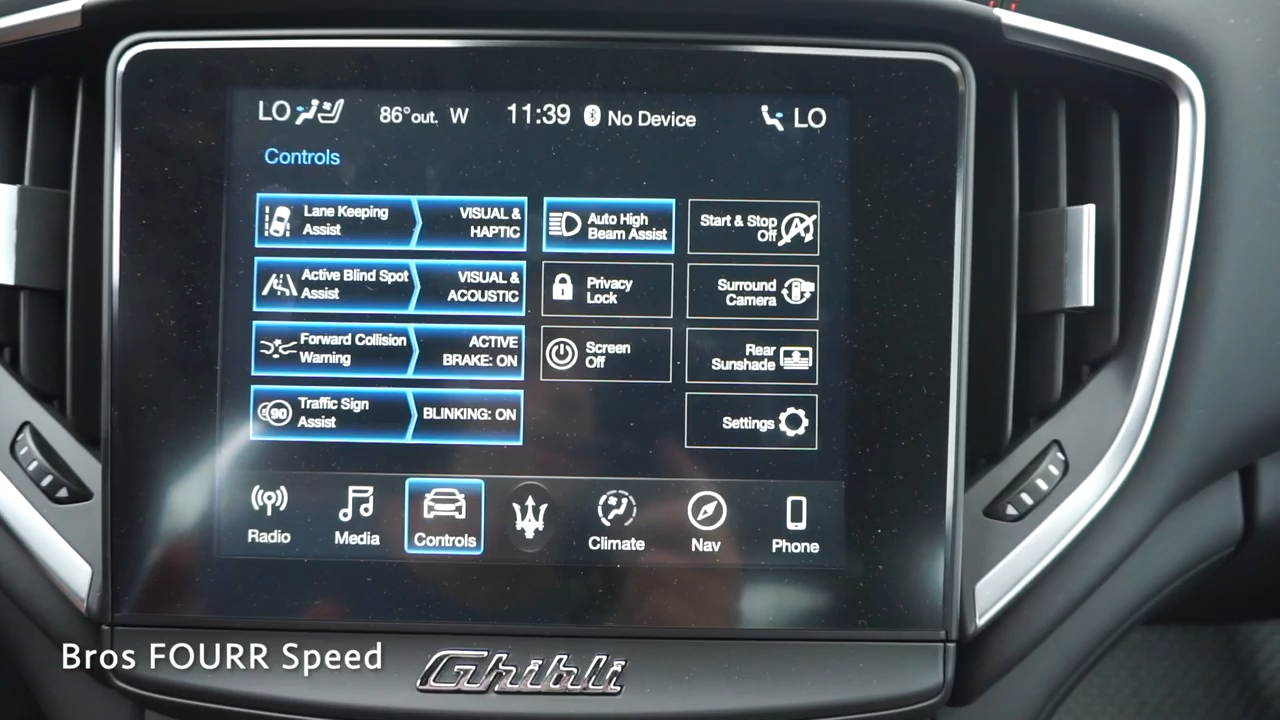 LO 86°out. W 11:39 No Device LO
Controls
Lane Keeping Assist
VISUAL & HAPTIC
Auto High Beam Assist
Start & Stop Off
Active Blind Spot Assist
VISUAL & ACOUSTIC
Privacy Lock
Surround Camera
Forward Collision Warning
ACTIVE BRAKE: ON
Screen Off
Rear Sunshade
90 Traffic Sign Assist
BLINKING: ON
Settings
Radio Media Controls Climate Nav Phone
Bros FOURR Speed
Ghibli